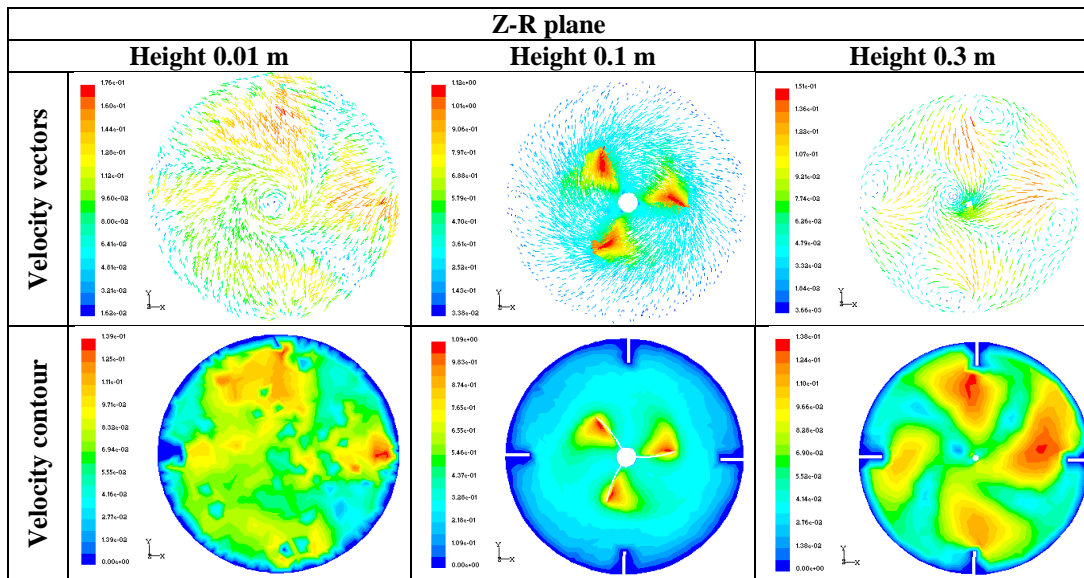 Z-R plane
Height 0.01 m
Height 0.1 m
Height 0.3 m
Velocity vectors
1.76e-01
1.60e-01
1.44e-01
1.28e-01
1.12e-01
9.60e-02
8.00e-02
6.41e-02
4.81e-02
3.21e-02
1.62e-02
Y
Z
X
1.12e+00
1.01e+00
9.06e-01
7.97e-01
6.88e-01
5.79e-01
4.70e-01
3.61e-01
2.52e-01
1.43e-01
3.38e-02
Y
Z
X
1.51e-01
1.36e-01
1.21e-01
1.07e-01
9.21e-02
7.74e-02
6.26e-02
4.79e-02
3.32e-02
1.84e-02
3.66e-03
Y
Z
X
Velocity contour
1.39e-01
1.25e-01
1.11e-01
9.71e-02
8.32e-02
6.94e-02
5.55e-02
4.16e-02
2.77e-02
1.39e-02
0.00e+00
Y
Z
X
1.09e+00
9.83e-01
8.74e-01
7.65e-01
6.55e-01
5.46e-01
4.37e-01
3.28e-01
2.18e-01
1.09e-01
0.00e+00
Y
Z
X
1.38e-01
1.24e-01
1.10e-01
9.66e-02
8.28e-02
6.90e-02
5.52e-02
4.14e-02
2.76e-02
1.38e-02
0.00e+00
Y
Z
X